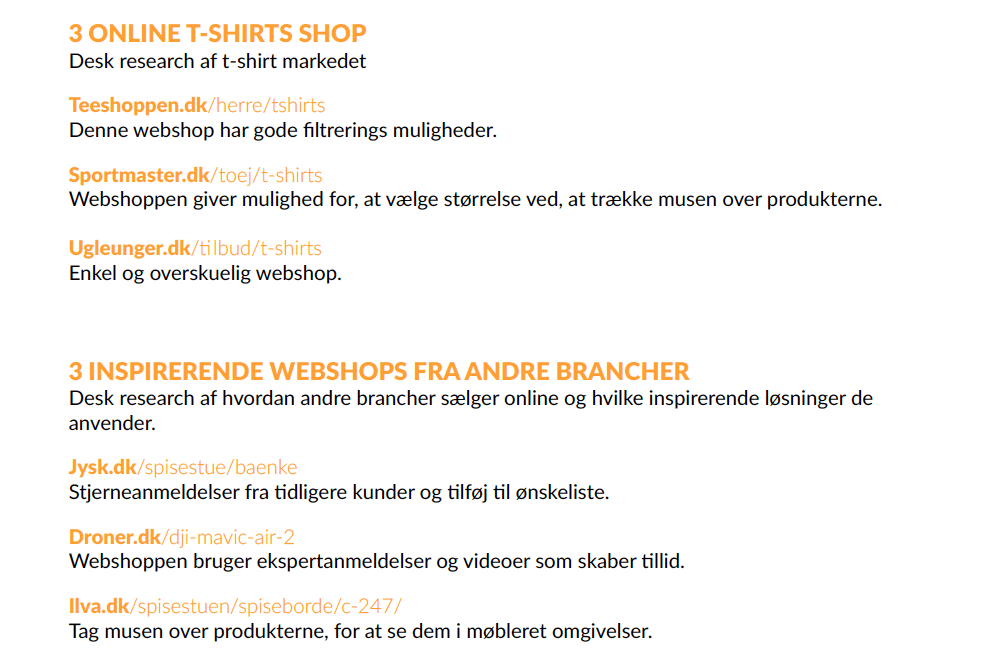 3 ONLINE T-SHIRTS SHOP
Desk research af t-shirt markedet
Teeshoppen.dk/herre/tshirts
Denne webshop har gode filtrerings muligheder.
Sportmaster.dk/toej/t-shirts
Webshoppen giver mulighed for, at vælge størrelse ved, at trække musen over produkterne.
Ugleunger.dk/tilbud/t-shirts
Enkel og overskuelig webshop.
3 INSPIRERENDE WEBSHOPS FRA ANDRE BRANCHER
Desk research af hvordan andre brancher sælger online og hvilke inspirerende løsninger de
anvender.
Jysk.dk/spisestue/baenke
Stjerneanmeldelser fra tidligere kunder og tilføj til ønskeliste.
Droner.dk/dji-mavic-air-2
Webshoppen bruger ekspertanmeldelser og videoer som skaber tillid.
Ilva.dk/spisestuen/spiseborde/c-247/
Tag musen over produkterne, for at se dem i møbleret omgivelser.